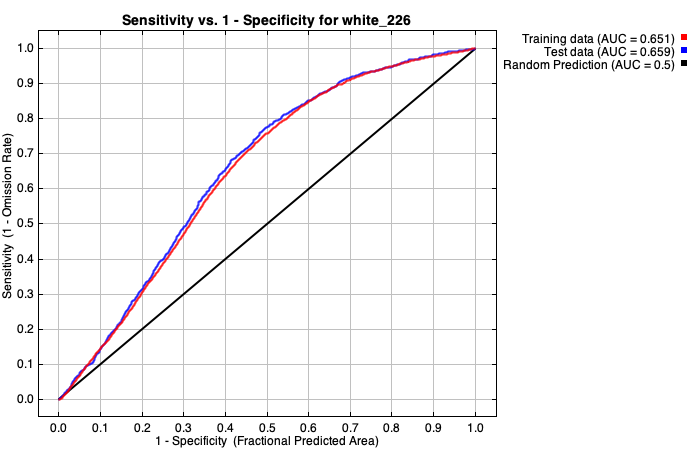 Sensitivity vs. 1 - Specificity for white_226
Training data (AUC = 0.651)
Test data (AUC = 0.659)
Random Prediction (AUC = 0.5)
Sensitivity (1 - Omission Rate)
1.0
0.9
0.8
0.7
0.6
0.5
0.4
0.3
0.2
0.1
0.0
0.0 0.1 0.2 0.3 0.4 0.5 0.6 0.7 0.8 0.9 1.0
1 - Specificity (Fractional Predicted Area)